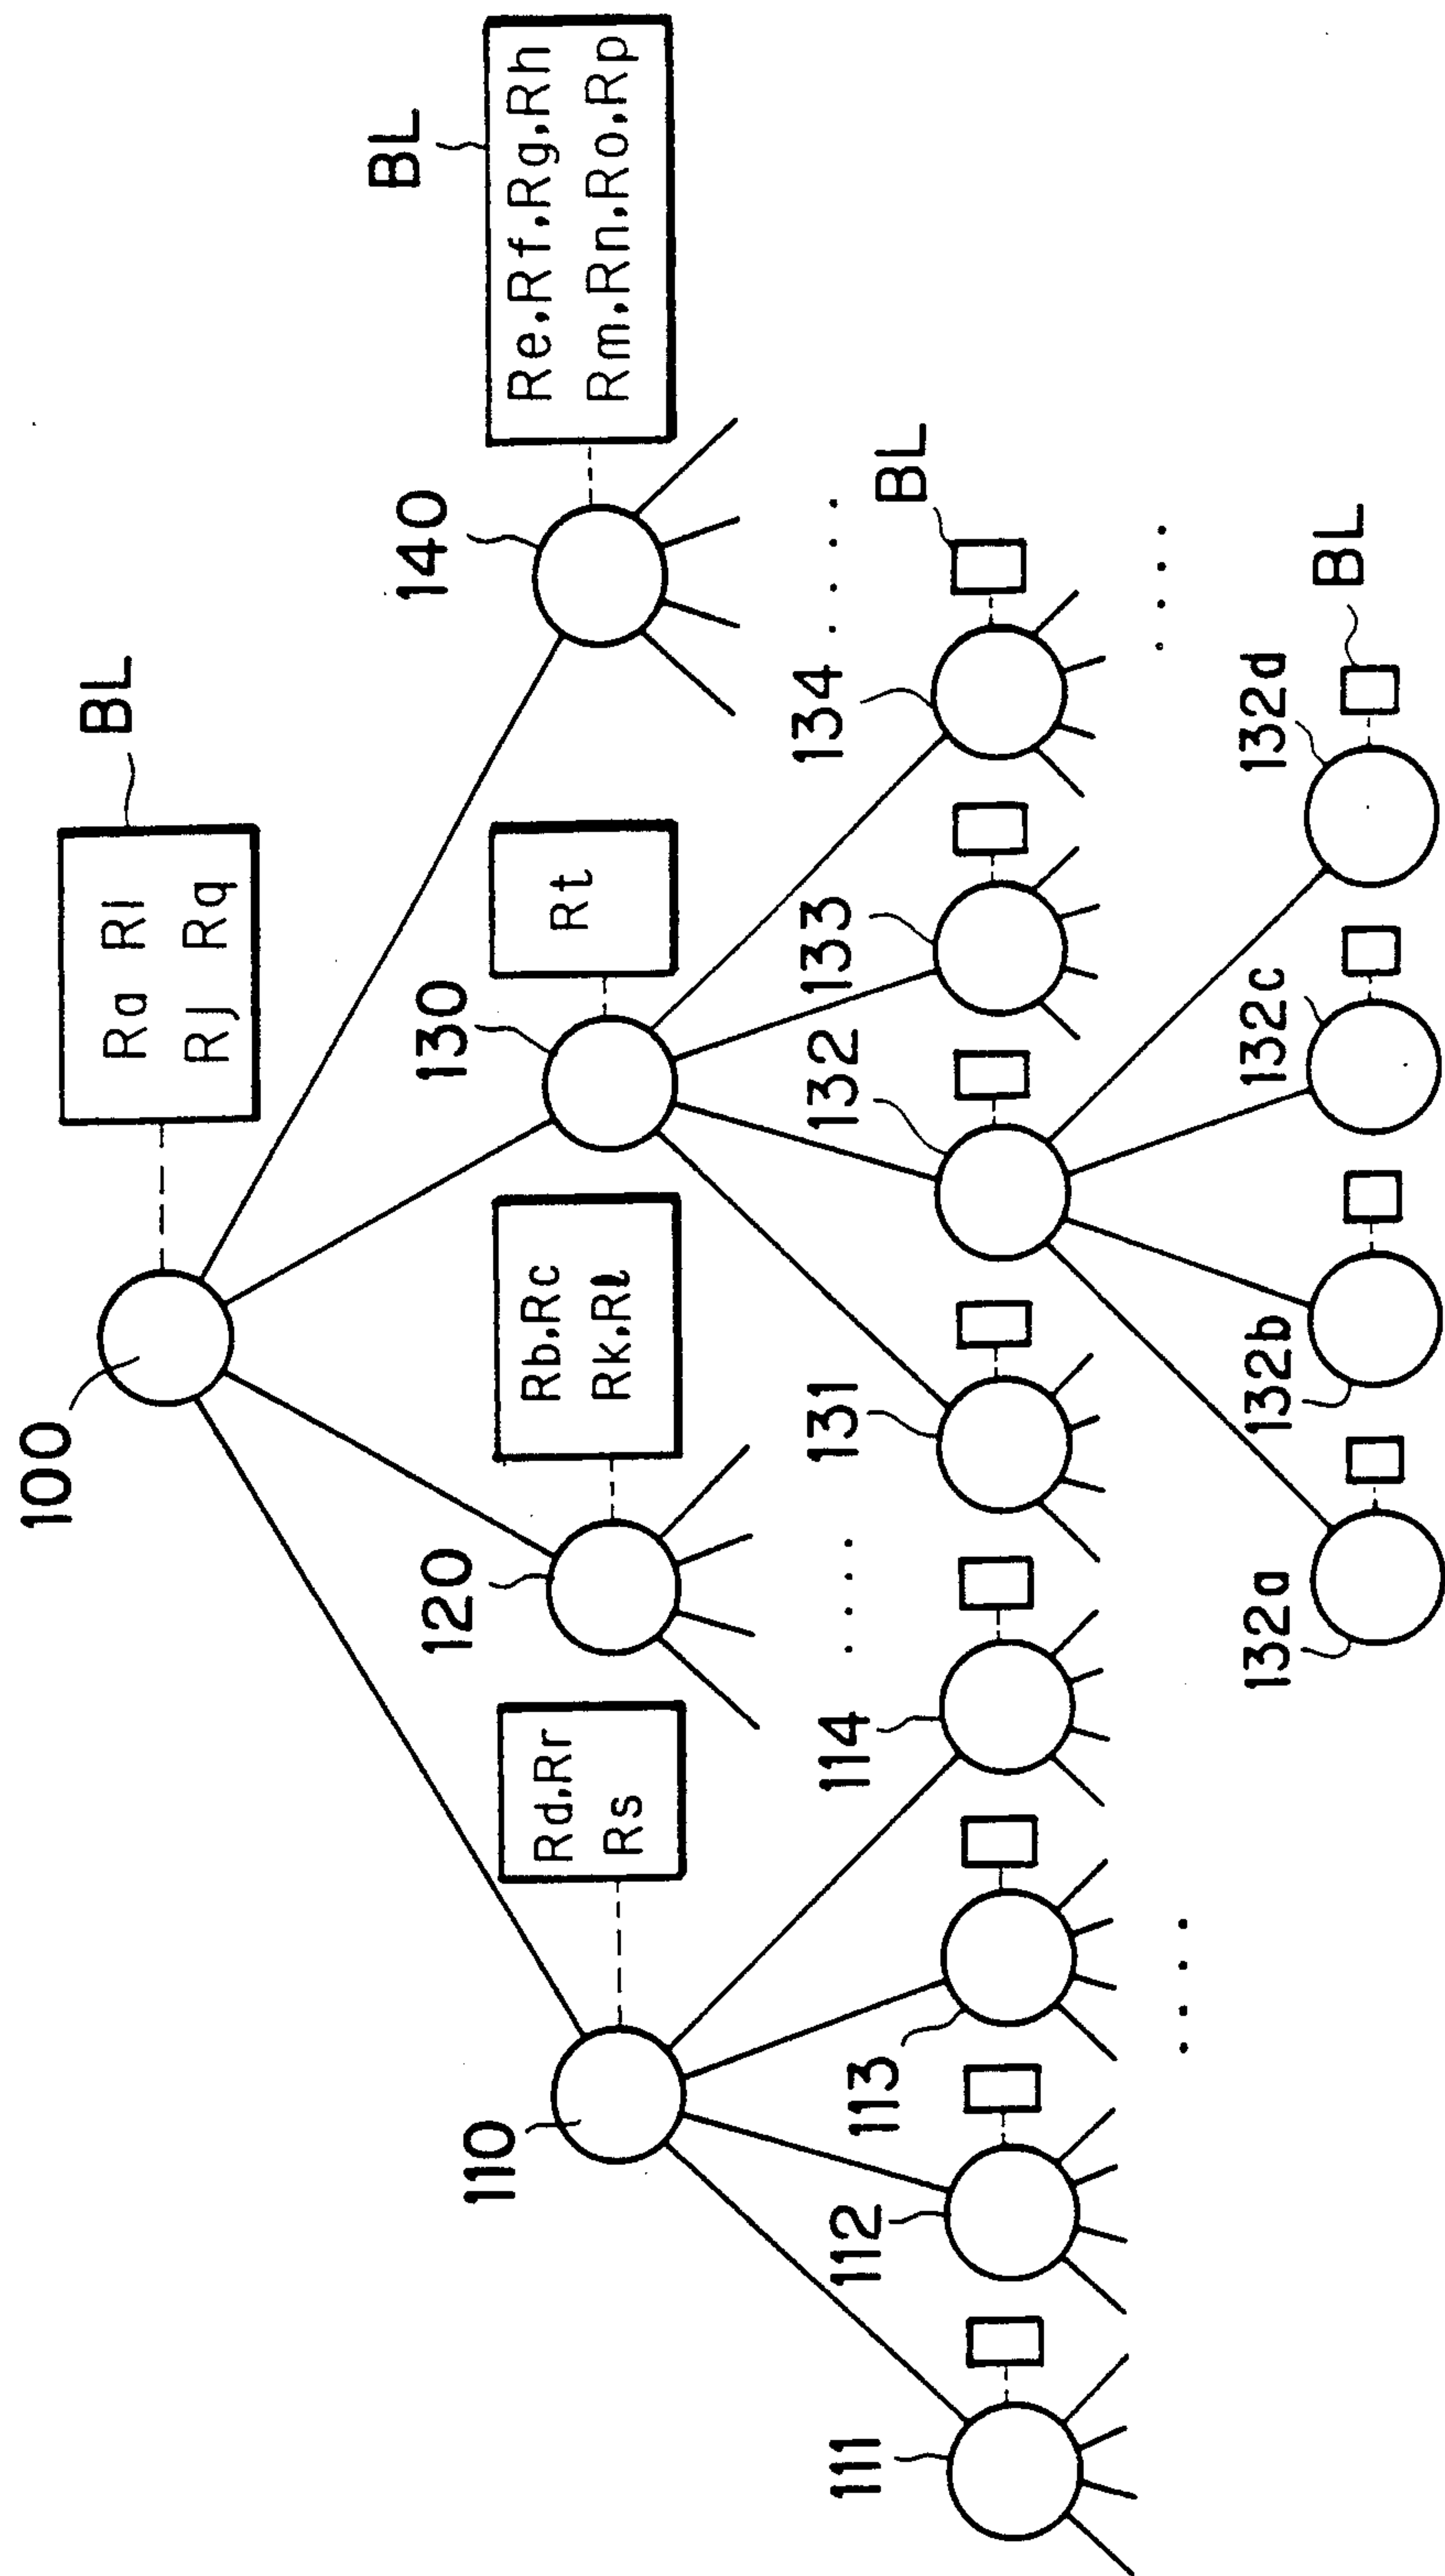 100
BL
Ra RI
RJ Rq
110
Rd.Rr
Rs
120
Rb.Rc
Rk.Rℓ
130
Rt
140
BL
Re.Rf.Rg.Rh
Rm.Rn.Ro.Rp
111
112
113
114
131
132
133
134
BL
132a
132b
132c
132d
BL